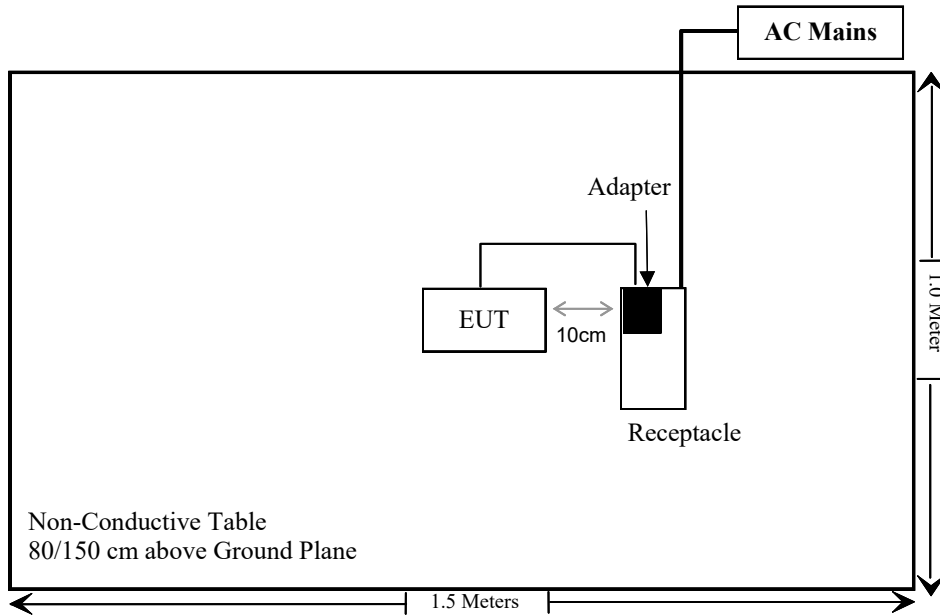 AC Mains
Adapter
EUT
10cm
1.0 Meter
Receptacle
Non-Conductive Table
80/150 cm above Ground Plane
1.5 Meters